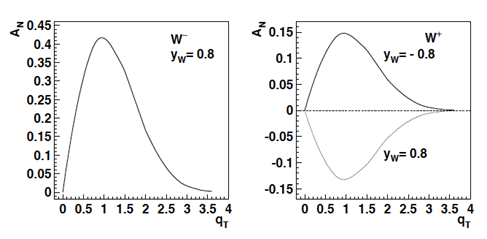 A_N
0.45
0.4
0.35
0.3
0.25
0.2
0.15
0.1
0.05
0
W⁻
y_W= 0.8
0 0.5 1 1.5 2 2.5 3 3.5 4
q_T
A_N
0.15
0.1
0.05
0
-0.05
-0.1
-0.15
W⁺
y_W= - 0.8
y_W= 0.8
0 0.5 1 1.5 2 2.5 3 3.5 4
q_T